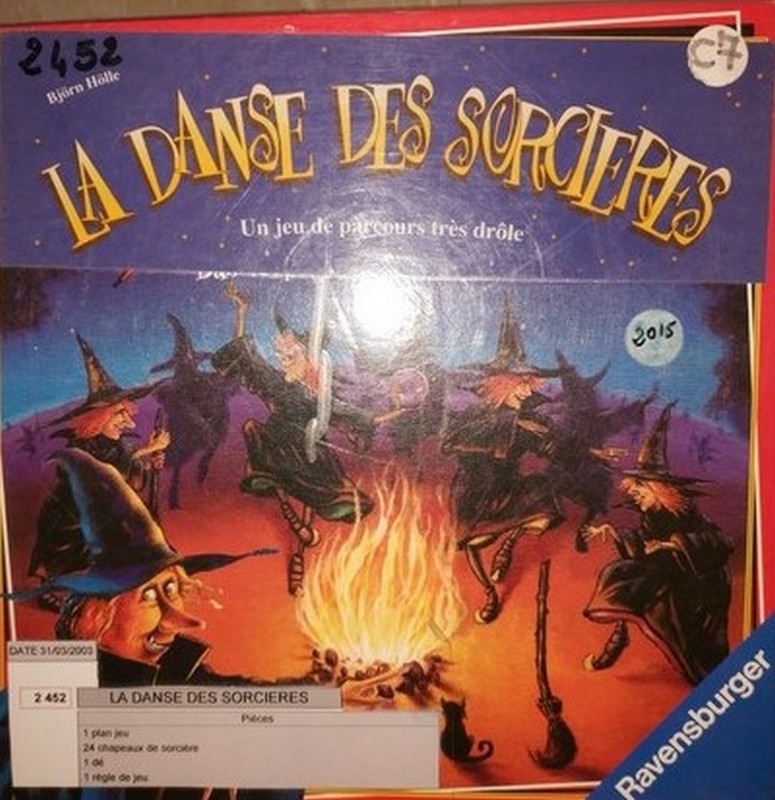 2452
C7
Björn Hölle
LA DANSE DES SORCIERES
Un jeu de parcours très drôle
2015
DATE 31/03/2003
2 452
LA DANSE DES SORCIERES
Pièces
1 plan jeu
24 chapeaux de sorcière
1 dé
1 règle de jeu
Ravensburger